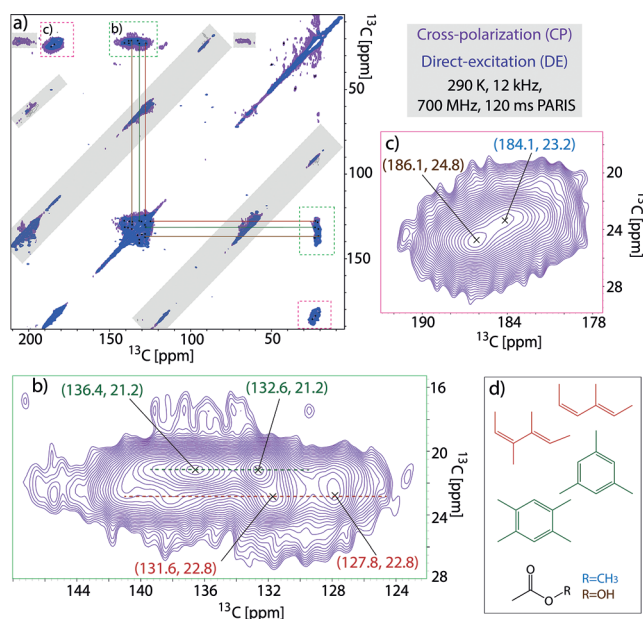 a)
c)
b)
¹³C [ppm]
50
100
150
210
150
100
50
¹³C [ppm]
Cross-polarization (CP)
Direct-excitation (DE)
290 K, 12 kHz,
700 MHz, 120 ms PARIS
c)
(184.1, 23.2)
(186.1, 24.8)
20
24
28
¹³C [ppm]
190
184
178
¹³C [ppm]
b)
(136.4, 21.2)
(132.6, 21.2)
16
20
24
28
¹³C [ppm]
(131.6, 22.8)
(127.8, 22.8)
144
140
136
132
128
124
¹³C [ppm]
d)
O
O
R
R=CH₃
R=OH